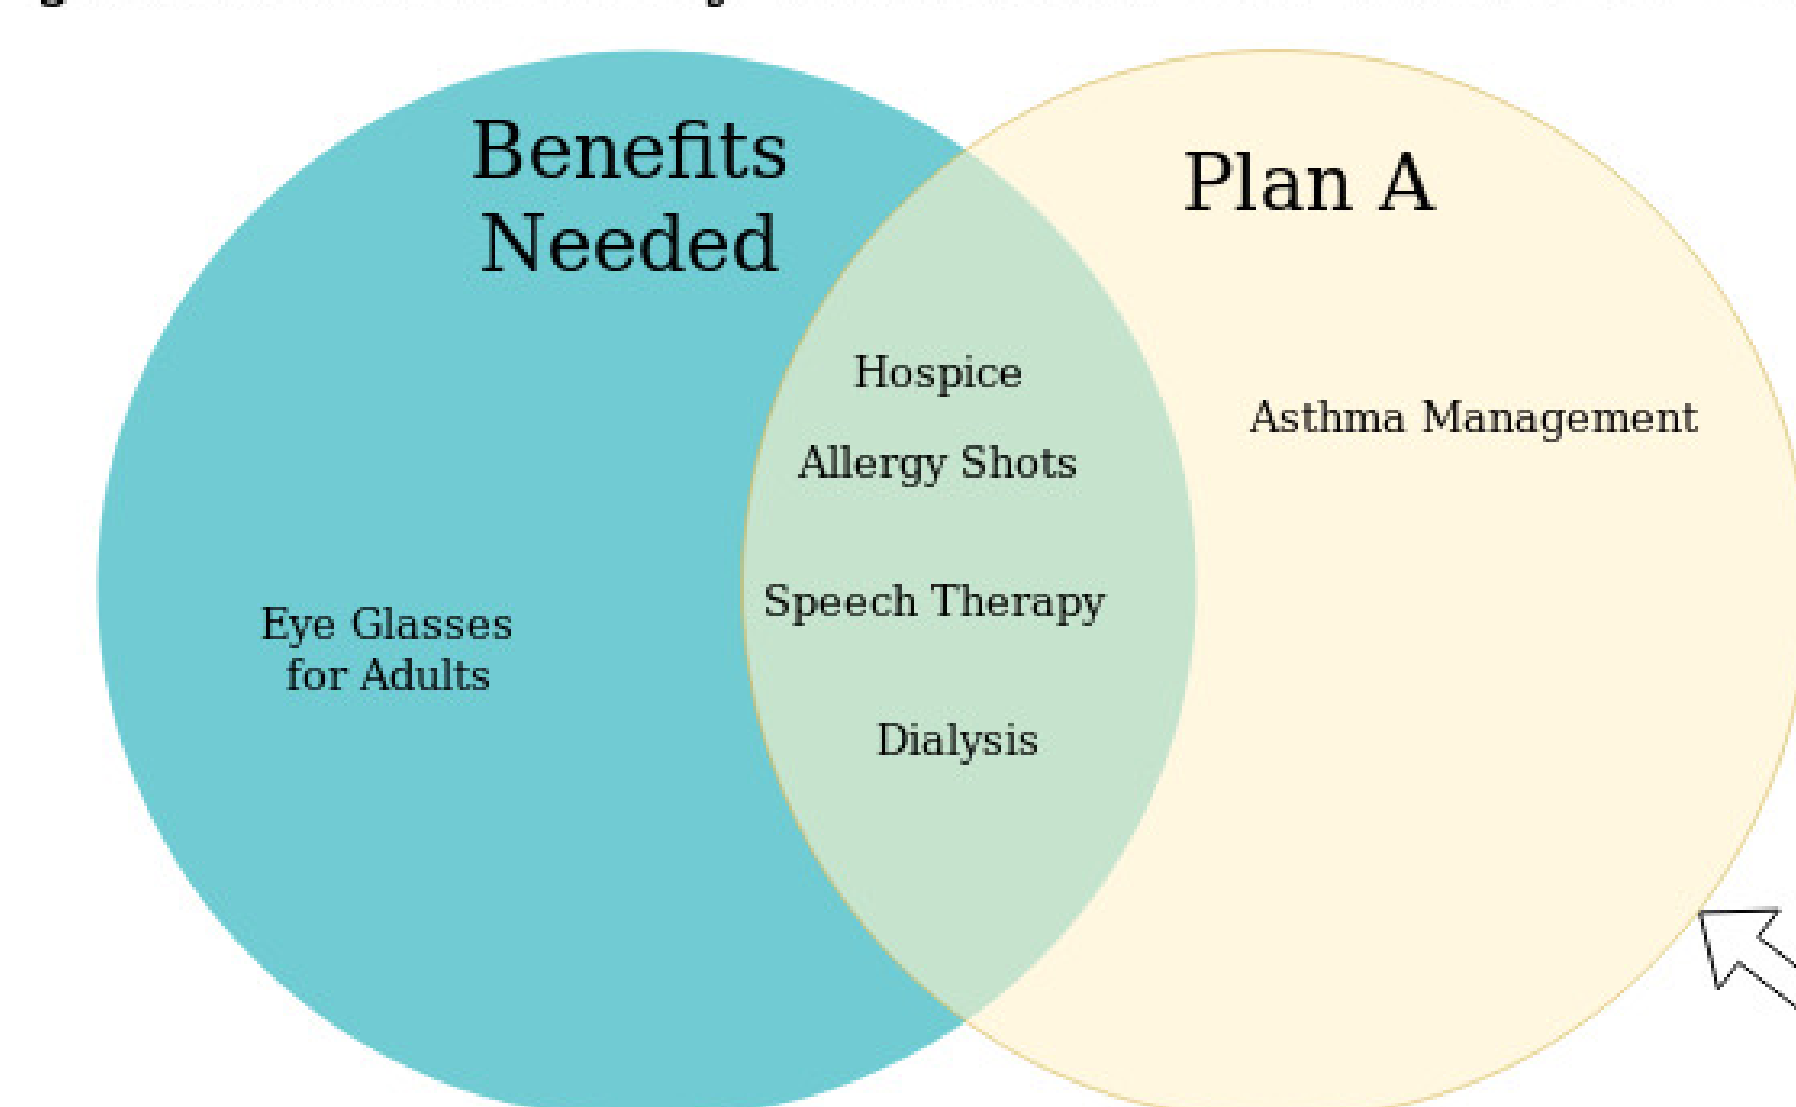 Benefits
Needed
Plan A
Hospice
Asthma Management
Allergy Shots
Speech Therapy
Eye Glasses
for Adults
Dialysis